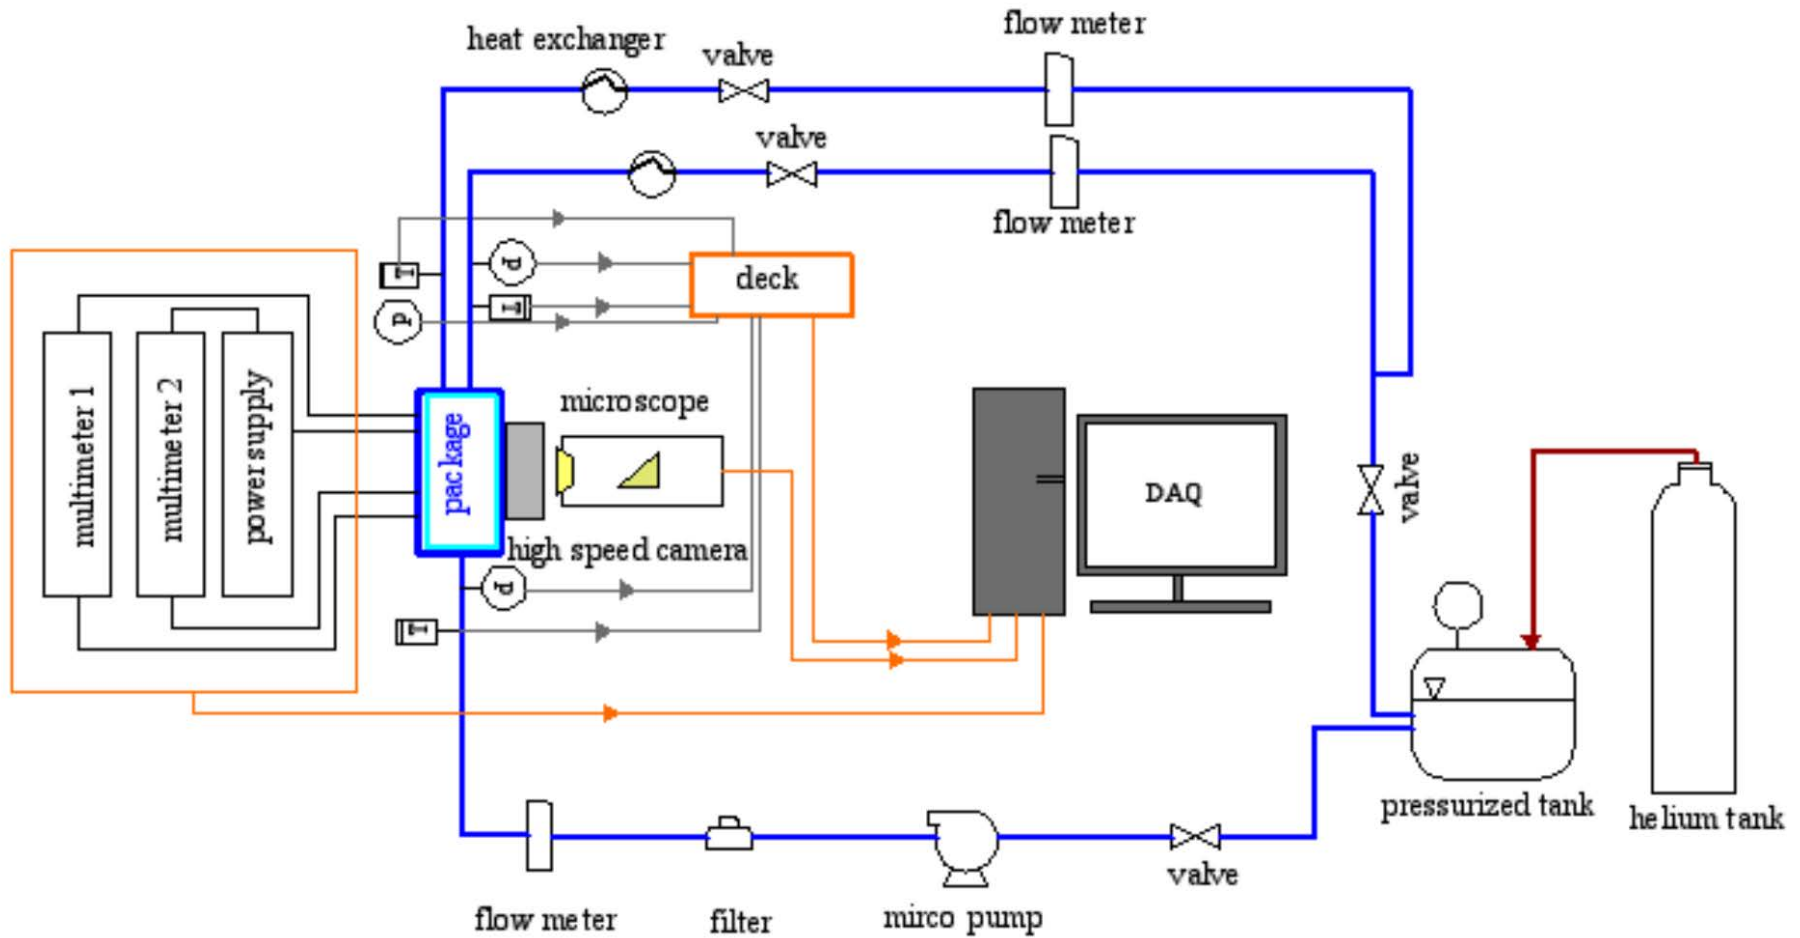 flow meter
heat exchanger
valve
valve
flow meter
T
P
deck
T
P
multimeter 1
multimeter 2
power supply
package
microscope
DAQ
valve
high speed camera
P
T
pressurized tank
helium tank
valve
flow meter
filter
mirco pump